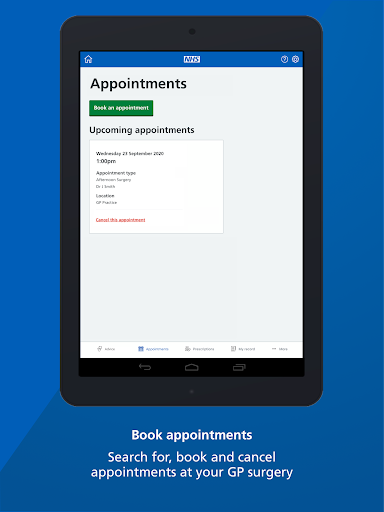 NHS
Appointments
Book an appointment
Upcoming appointments
Wednesday 23 September 2020
1:00pm
Appointment type
Afternoon Surgery
Dr J Smith
Location
GP Practice
Cancel this appointment
Advice
Appointments
Prescriptions
My record
More
Book appointments
Search for, book and cancel
appointments at your GP surgery